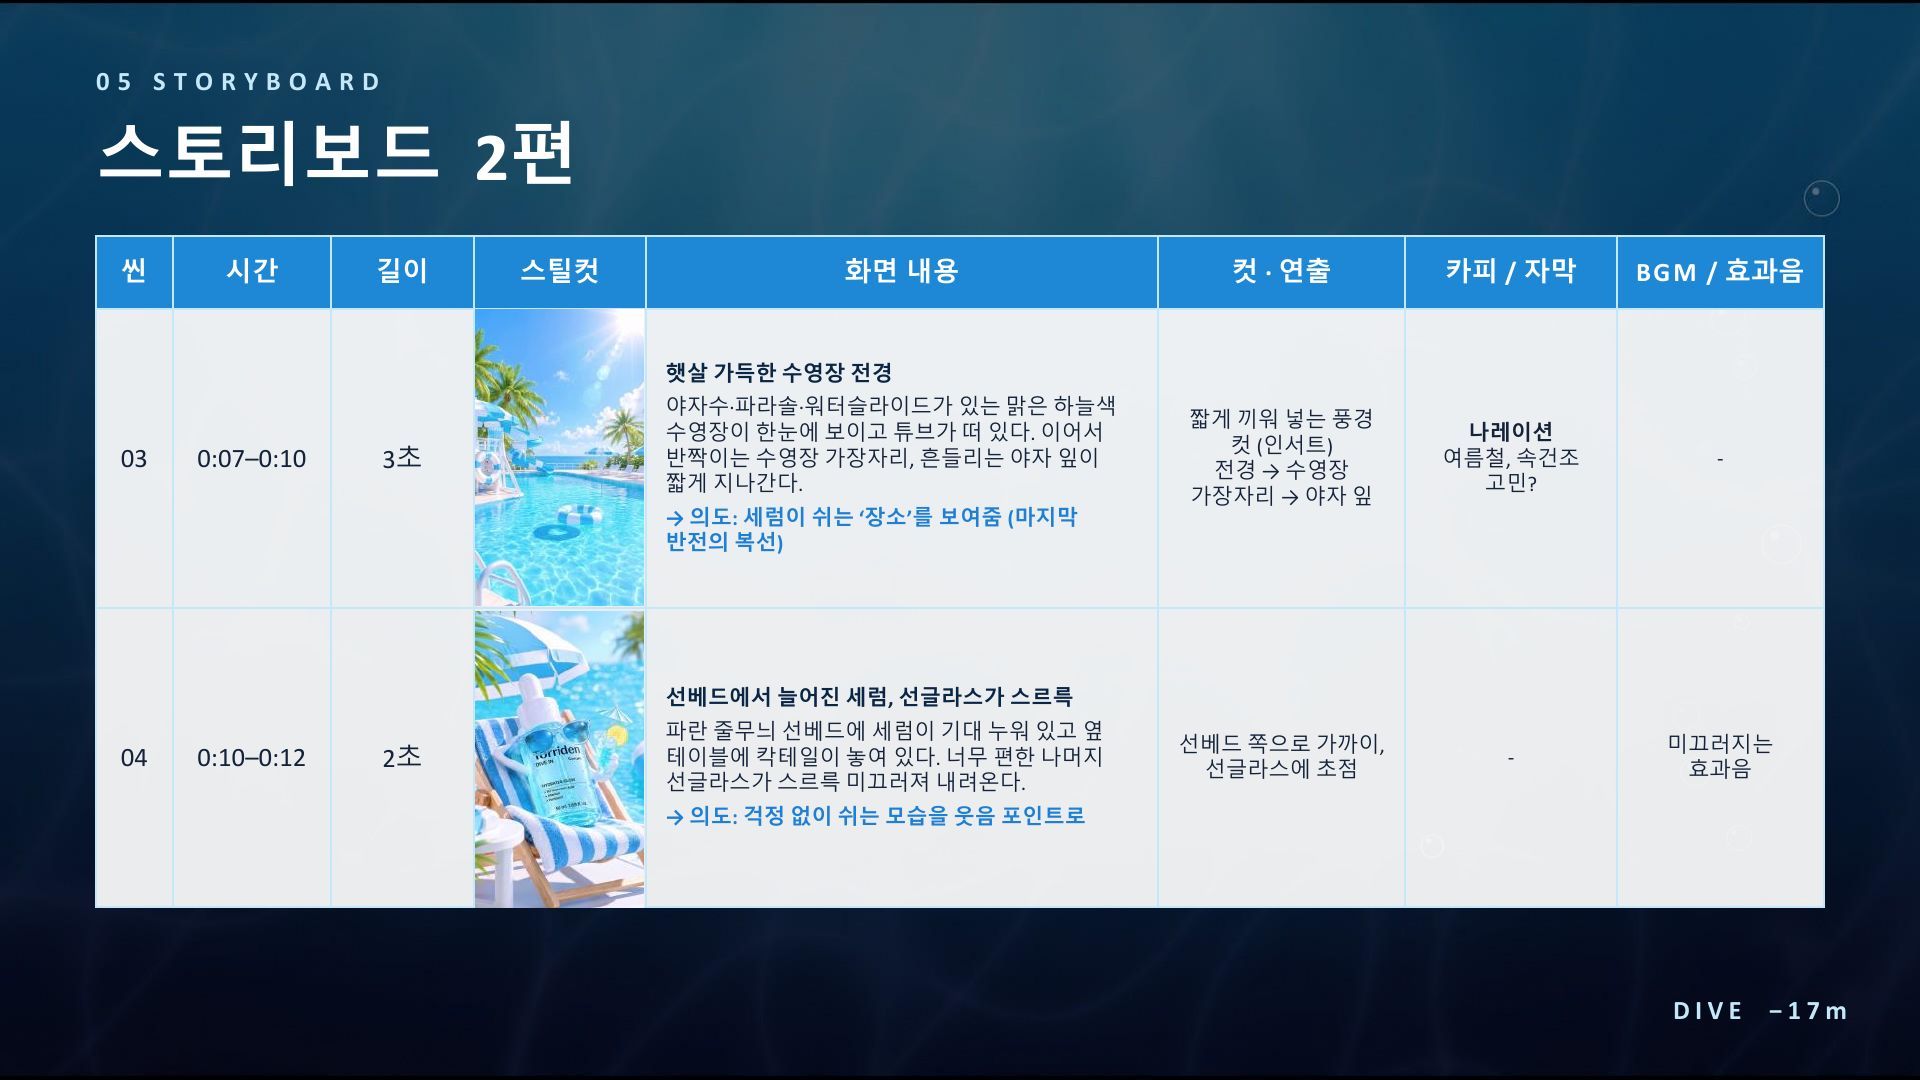 05 STORYBOARD
스토리보드 2편
씬
시간
길이
스틸컷
화면 내용
컷 · 연출
카피 / 자막
BGM / 효과음
03
0:07–0:10
3초
햇살 가득한 수영장 전경
야자수·파라솔·워터슬라이드가 있는 맑은 하늘색
수영장이 한눈에 보이고 튜브가 떠 있다. 이어서
반짝이는 수영장 가장자리, 흔들리는 야자 잎이
짧게 지나간다.
→ 의도: 세럼이 쉬는 ‘장소’를 보여줌 (마지막
반전의 복선)
짧게 끼워 넣는 풍경
컷 (인서트)
전경 → 수영장
가장자리 → 야자 잎
나레이션
여름철, 속건조
고민?
-
04
0:10–0:12
2초
Torriden
DIVE IN
선베드에서 늘어진 세럼, 선글라스가 스르륵
파란 줄무늬 선베드에 세럼이 기대 누워 있고 옆
테이블에 칵테일이 놓여 있다. 너무 편한 나머지
선글라스가 스르륵 미끄러져 내려온다.
→ 의도: 걱정 없이 쉬는 모습을 웃음 포인트로
선베드 쪽으로 가까이,
선글라스에 초점
-
미끄러지는
효과음
DIVE –17m